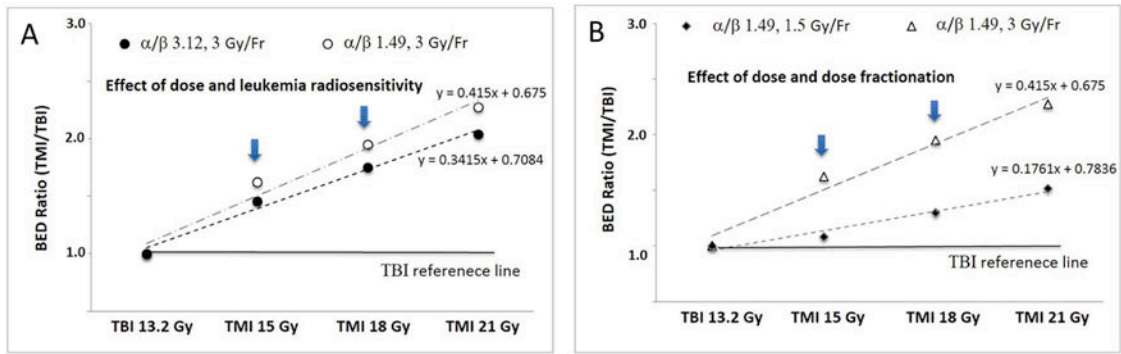 A
3.0
2.0
1.0
BED Ratio (TMI/TBI)
α/β 3.12, 3 Gy/Fr
α/β 1.49, 3 Gy/Fr
Effect of dose and leukemia radiosensitivity
y = 0.415x + 0.675
y = 0.3415x + 0.7084
TBI referenece line
TBI 13.2 Gy
TMI 15 Gy
TMI 18 Gy
TMI 21 Gy
B
3.0
2.0
1.0
BED Ratio (TMI/TBI)
α/β 1.49, 1.5 Gy/Fr
α/β 1.49, 3 Gy/Fr
Effect of dose and dose fractionation
y = 0.415x + 0.675
y = 0.1761x + 0.7836
TBI referenece line
TBI 13.2 Gy
TMI 15 Gy
TMI 18 Gy
TMI 21 Gy